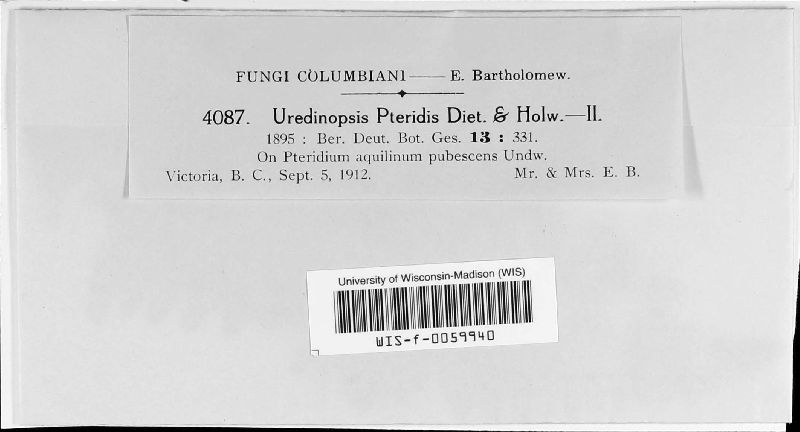 FUNGI COLUMBIANI—— E. Bartholomew.
4087. Uredinopsis Pteridis Diet. & Holw.—II.
1895 : Ber. Deut. Bot. Ges. 13 : 331.
On Pteridium aquilinum pubescens Undw.
Victoria, B. C., Sept. 5, 1912. Mr. & Mrs. E. B.
University of Wisconsin-Madison (WIS)
WIS-f-0059940